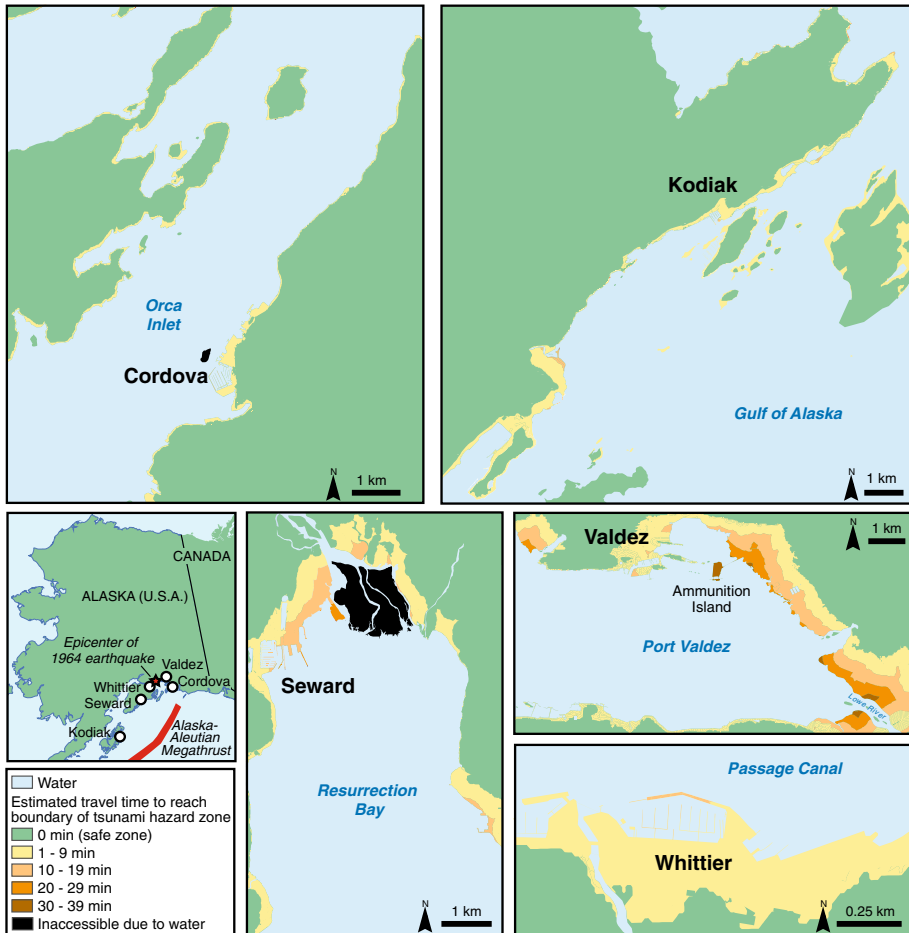 Orca
Inlet
Cordova
N
1 km
Kodiak
Gulf of Alaska
N
1 km
CANADA
ALASKA (U.S.A.)
Epicenter of
1964 earthquake
Valdez
Whittier
Cordova
Seward
Kodiak
Alaska-
Aleutian
Megathrust
Water
Estimated travel time to reach
boundary of tsunami hazard zone
0 min (safe zone)
1 - 9 min
10 - 19 min
20 - 29 min
30 - 39 min
Inaccessible due to water
Seward
Resurrection
Bay
N
1 km
Valdez
N
1 km
Ammunition
Island
Port Valdez
Lowe River
Passage Canal
Whittier
N
0.25 km